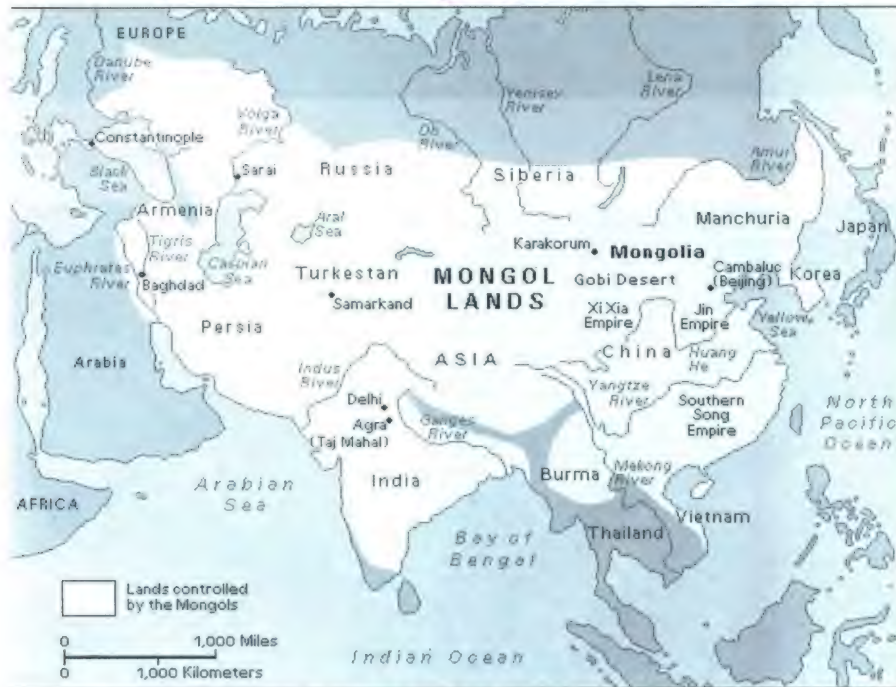 EUROPE
Danube
River
Volga
River
Constantinople
Black
Sea
Sarai
Russia
Ob
River
Yenisey
River
Lena
River
Siberia
Amur
River
Armenia
Aral
Sea
Manchuria
Japan
Tigris
River
Karakorum
Mongolia
Euphrates
River
Caspian
Sea
Turkestan
MONGOL
LANDS
Gobi Desert
Cambaluc
(Beijing)
Korea
Baghdad
Samarkand
Xi Xia
Empire
Jin
Empire
Yellow
Sea
Persia
ASIA
China
Huang
He
Arabia
Indus
River
Yangtze
River
Southern
Song
Empire
North
Pacific
Ocean
Delhi
Agra
(Taj Mahal)
Ganges
River
Burma
Mekong
River
India
Arabian
Sea
AFRICA
Vietnam
Thailand
Bay of
Bengal
Lands controlled
by the Mongols
0 1,000 Miles
0 1,000 Kilometers
Indian Ocean